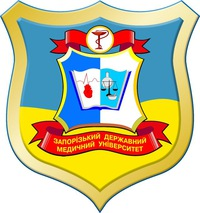 ЗАПОРІЗЬКИЙ ДЕРЖАВНИЙ
МЕДИЧНИЙ УНІВЕРСИТЕТ